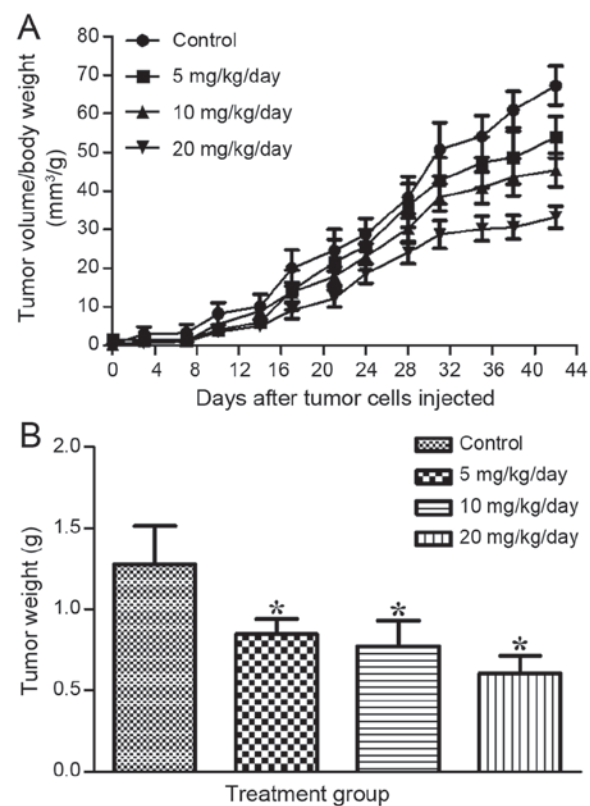 A
Control
5 mg/kg/day
10 mg/kg/day
20 mg/kg/day
Tumor volume/body weight
(mm³/g)
80
70
60
50
40
30
20
10
0
0 4 8 12 16 20 24 28 32 36 40 44
Days after tumor cells injected
B
Control
5 mg/kg/day
10 mg/kg/day
20 mg/kg/day
Tumor weight (g)
2.0
1.5
1.0
0.5
0.0
* * *
Treatment group